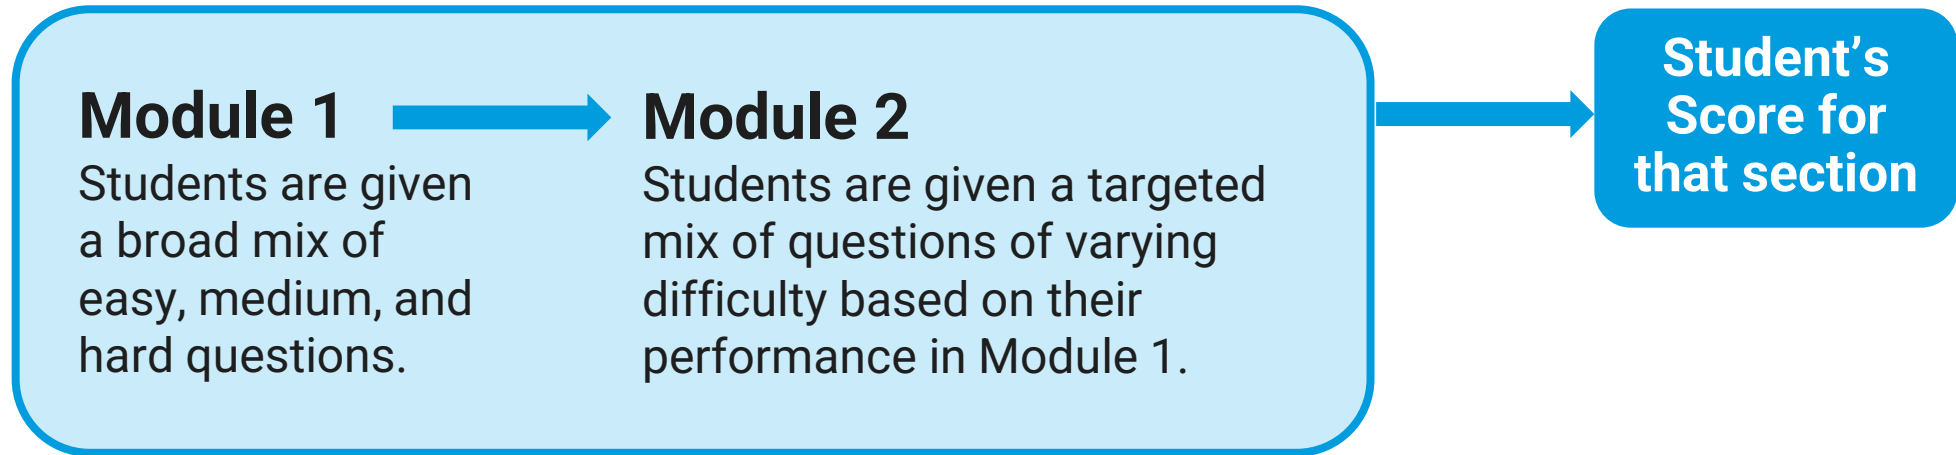 Module 1
Students are given
a broad mix of
easy, medium, and
hard questions.
Module 2
Students are given a targeted
mix of questions of varying
difficulty based on their
performance in Module 1.
Student’s
Score for
that section